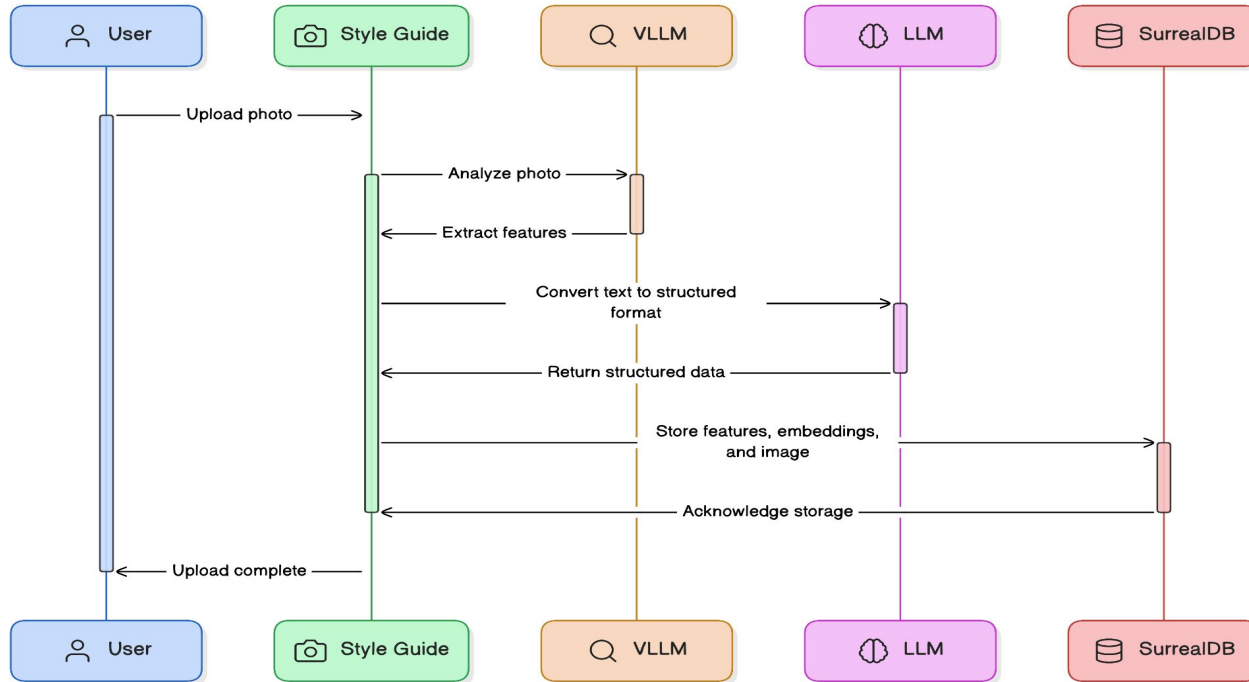 User
Style Guide
VLLM
LLM
SurrealDB
Upload photo
Analyze photo
Extract features
Convert text to structured
format
Return structured data
Store features, embeddings,
and image
Acknowledge storage
Upload complete
User
Style Guide
VLLM
LLM
SurrealDB